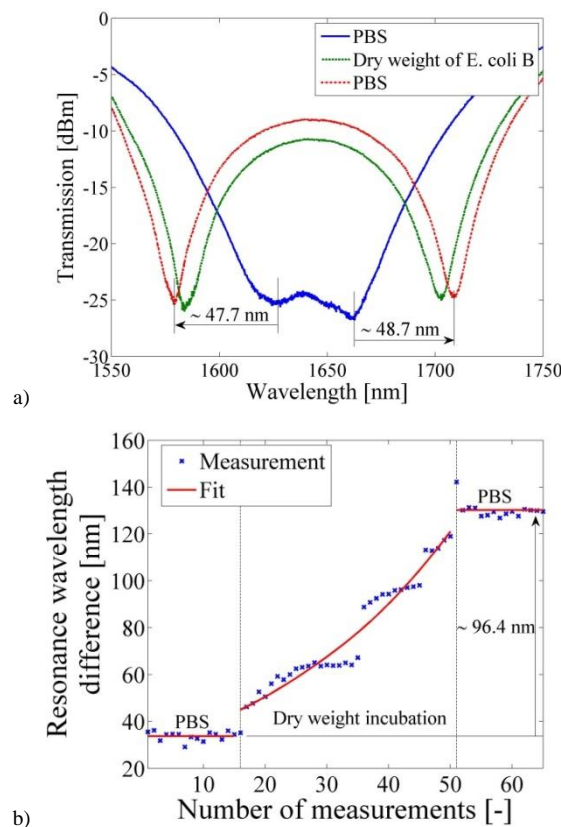 PBS
Dry weight of E. coli B
PBS
0
-5
-10
-15
-20
-25
-30
Transmission [dBm]
~ 47.7 nm
~ 48.7 nm
1550
1600
1650
1700
1750
Wavelength [nm]
a)
160
140
120
100
80
60
40
20
Resonance wavelength
difference [nm]
Measurement
Fit
PBS
~ 96.4 nm
PBS
Dry weight incubation
10
20
30
40
50
60
Number of measurements [-]
b)